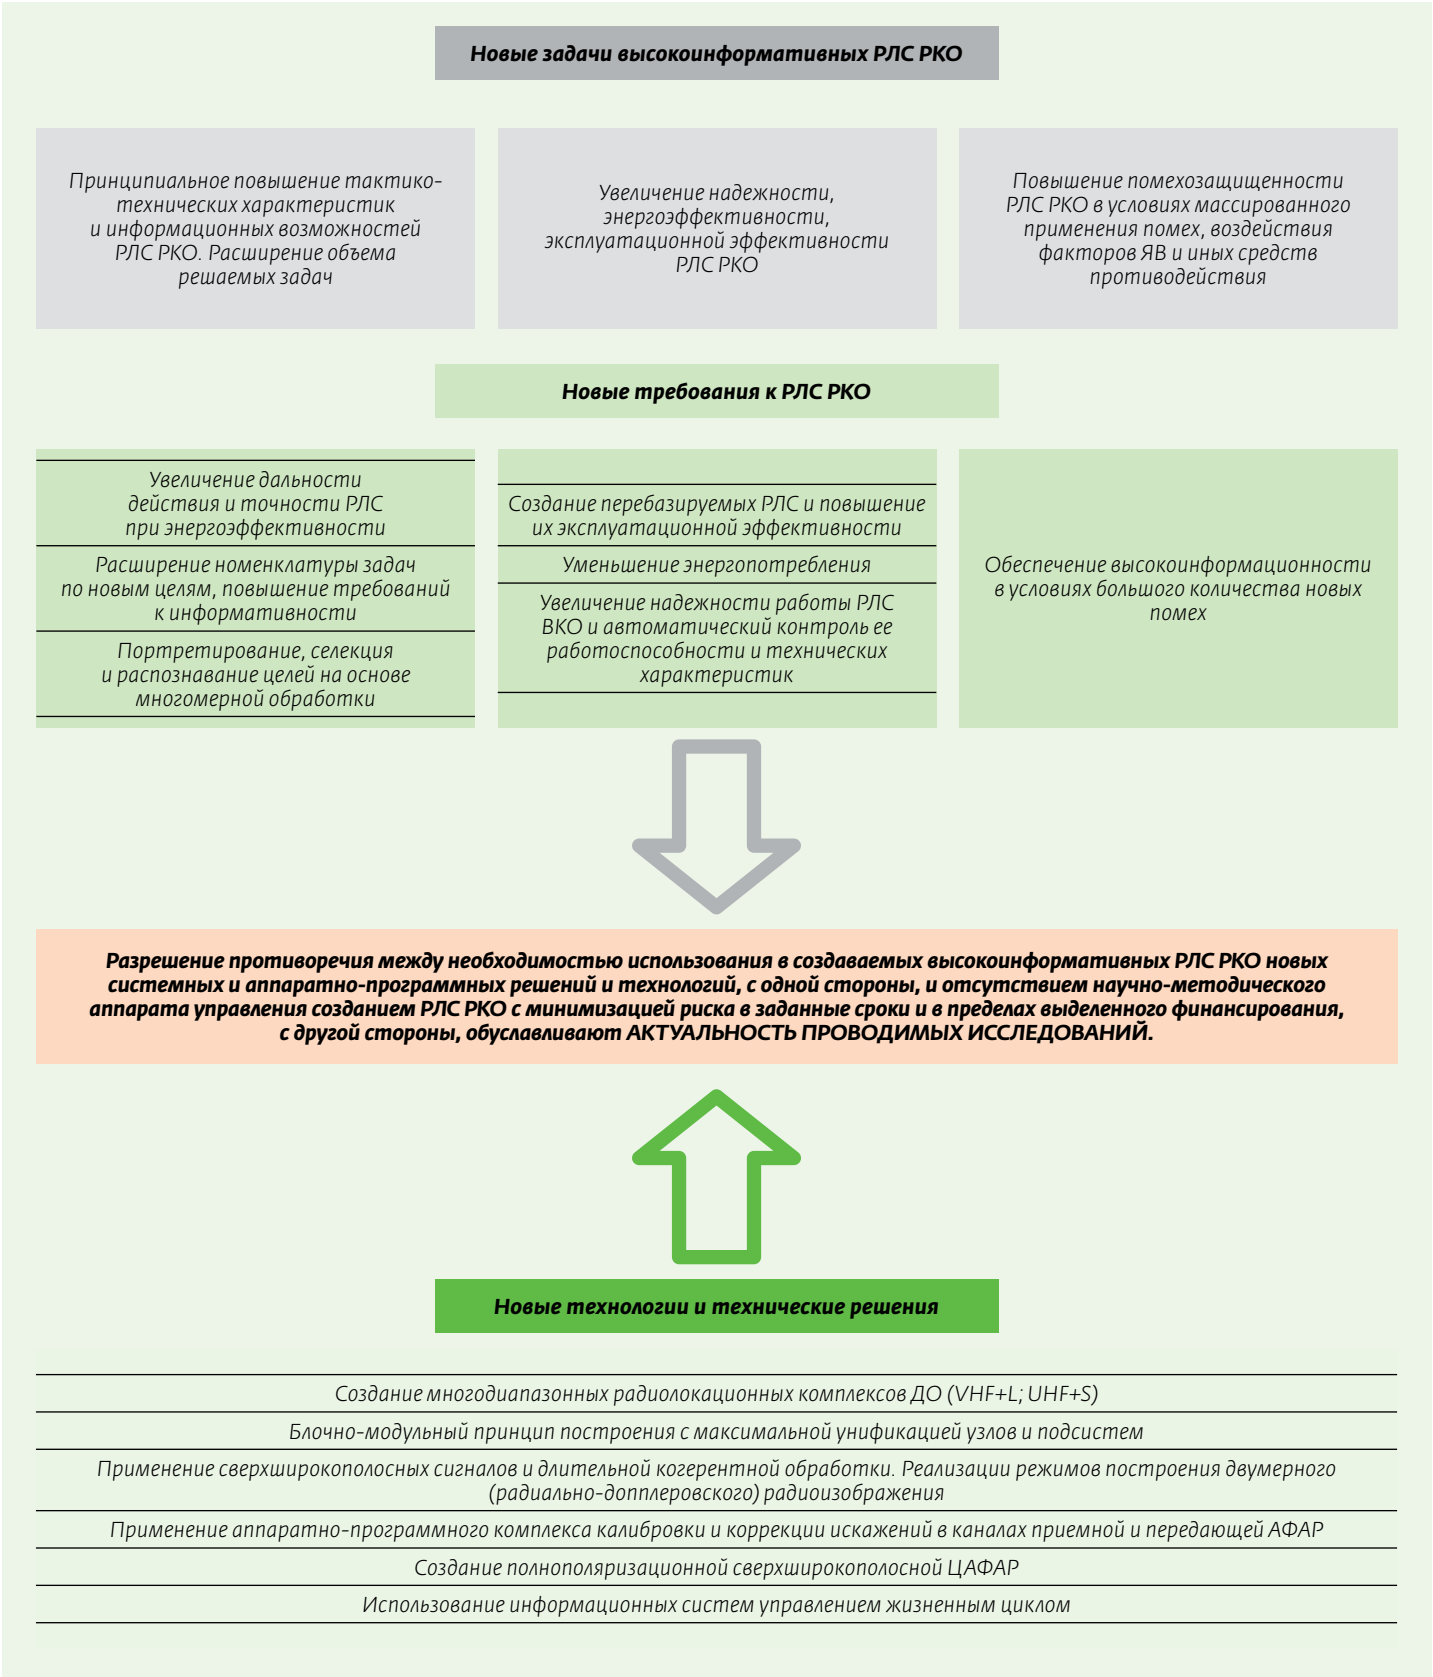 Новые задачи высокоинформативных РЛС РКО
Принципиальное повышение тактико-
технических характеристик
и информационных возможностей
РЛС РКО. Расширение объема
решаемых задач
Увеличение надежности,
энергоэффективности,
эксплуатационной эффективности
РЛС РКО
Повышение помехозащищенности
РЛС РКО в условиях массированного
применения помех, воздействия
факторов ЯВ и иных средств
противодействия
Новые требования к РЛС РКО
Увеличение дальности
действия и точности РЛС
при энергоэффективности
Расширение номенклатуры задач
по новым целям, повышение требований
к информативности
Портретирование, селекция
и распознавание целей на основе
многомерной обработки
Создание перебазируемых РЛС и повышение
их эксплуатационной эффективности
Уменьшение энергопотребления
Увеличение надежности работы РЛС
ВКО и автоматический контроль ее
работоспособности и технических
характеристик
Обеспечение высокоинформационности
в условиях большого количества новых
помех
Разрешение противоречия между необходимостью использования в создаваемых высокоинформативных РЛС РКО новых
системных и аппаратно-программных решений и технологий, с одной стороны, и отсутствием научно-методического
аппарата управления созданием РЛС РКО с минимизацией риска в заданные сроки и в пределах выделенного финансирования,
с другой стороны, обуславливают АКТУАЛЬНОСТЬ ПРОВОДИМЫХ ИССЛЕДОВАНИЙ.
Новые технологии и технические решения
Создание многодиапазонных радиолокационных комплексов ДО (VHF+L; UHF+S)
Блочно-модульный принцип построения с максимальной унификацией узлов и подсистем
Применение сверхширокополосных сигналов и длительной когерентной обработки. Реализации режимов построения двумерного
(радиально-допплеровского) радиоизображения
Применение аппаратно-программного комплекса калибровки и коррекции искажений в каналах приемной и передающей АФАР
Создание полнополяризационной сверхширокополосной ЦАФАР
Использование информационных систем управлением жизненным циклом